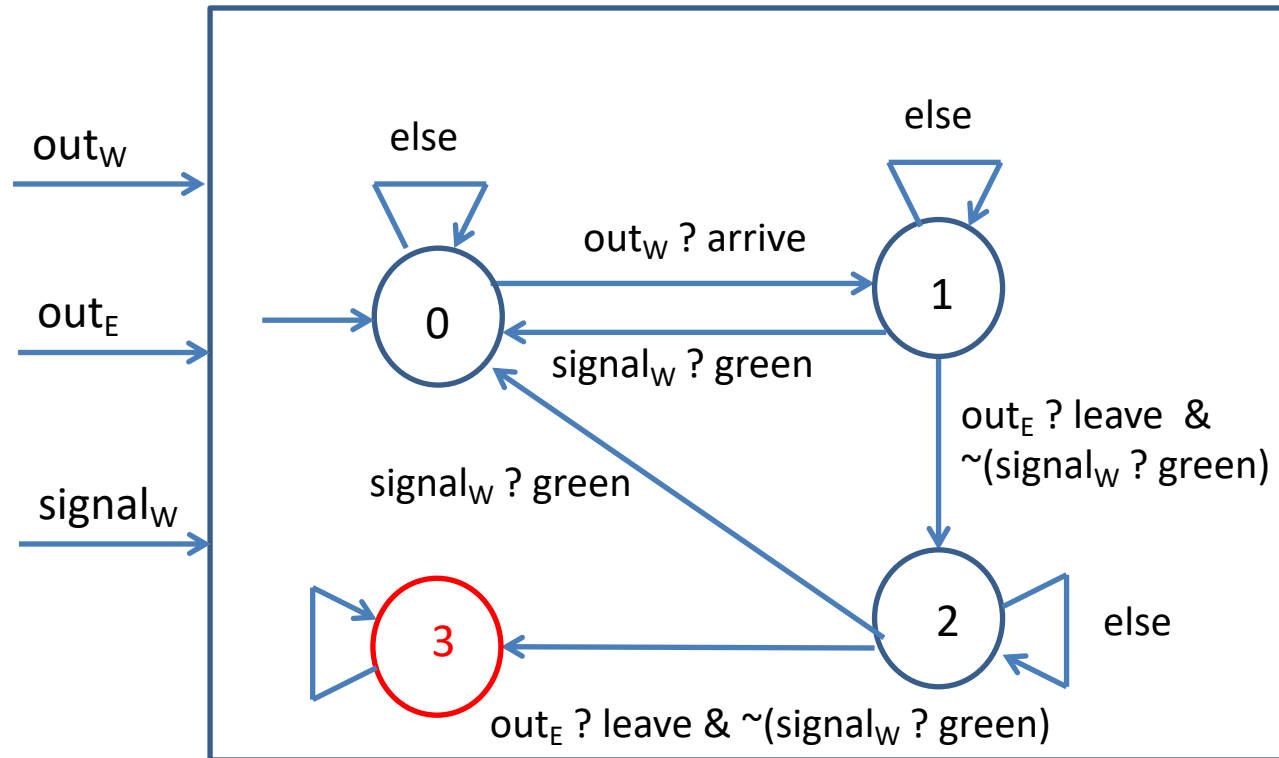 else
else
out_W
out_W ? arrive
1
0
out_E
signal_W ? green
out_E ? leave &
~(signal_W ? green)
signal_W ? green
signal_W
3
2
else
out_E ? leave & ~(signal_W ? green)